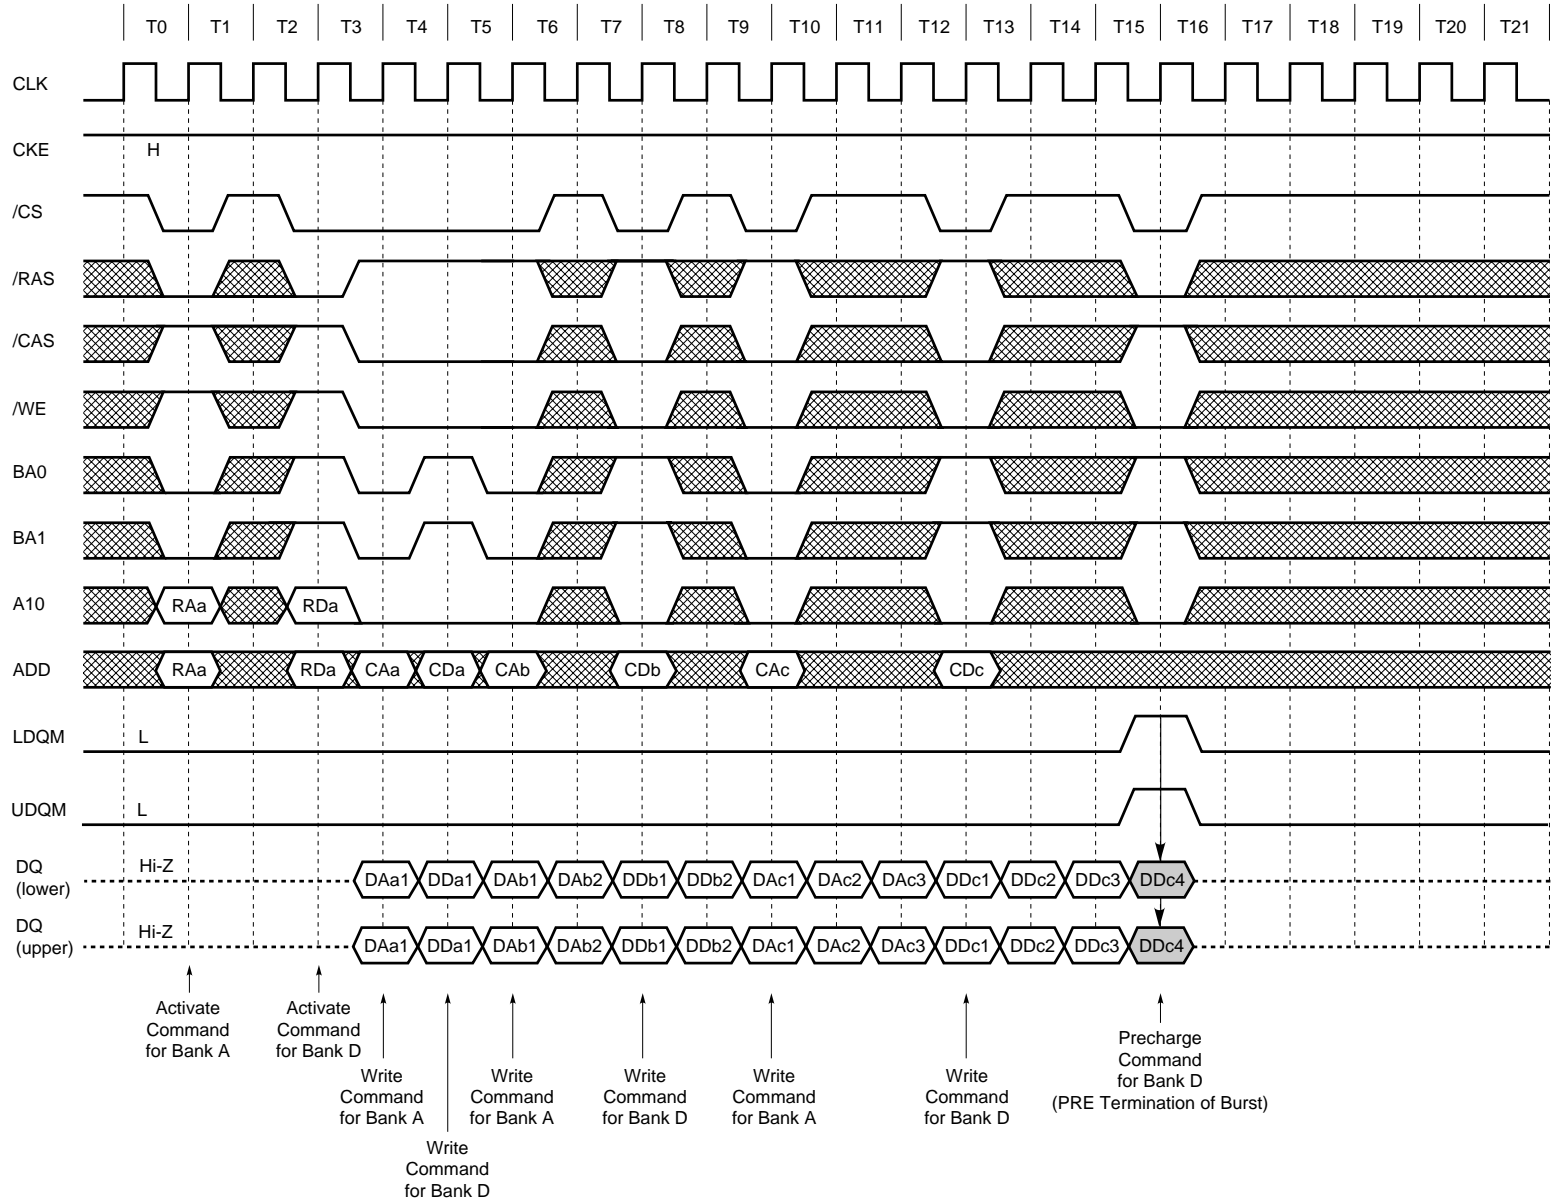 T0 T1 T2 T3 T4 T5 T6 T7 T8 T9 T10 T11 T12 T13 T14 T15 T16 T17 T18 T19 T20 T21
CLK
CKE H
/CS
/RAS
/CAS
/WE
BA0
BA1
A10 RAa RDa
ADD RAa RDa CAa CDa CAb CDb CAc CDc
LDQM L
UDQM L
DQ
(lower)
Hi-Z DAa1 DDa1 DAb1 DAb2 DDb1 DDb2 DAc1 DAc2 DAc3 DDc1 DDc2 DDc3 DDc4
DQ
(upper)
Hi-Z DAa1 DDa1 DAb1 DAb2 DDb1 DDb2 DAc1 DAc2 DAc3 DDc1 DDc2 DDc3 DDc4
Activate
Command
for Bank A
Activate
Command
for Bank D
Write
Command
for Bank A
Write
Command
for Bank D
Write
Command
for Bank A
Write
Command
for Bank D
Write
Command
for Bank A
Write
Command
for Bank D
Precharge
Command
for Bank D
(PRE Termination of Burst)